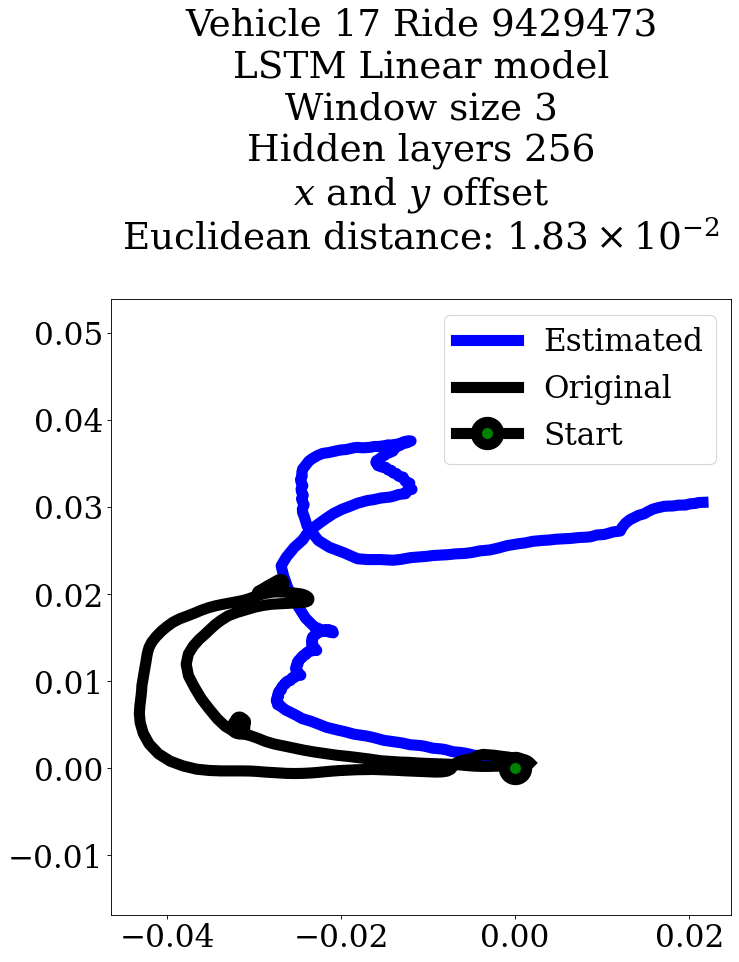 Vehicle 17 Ride 9429473
LSTM Linear model
Window size 3
Hidden layers 256
x and y offset
Euclidean distance: 1.83 × 10⁻²
Estimated
Original
Start
0.05
0.04
0.03
0.02
0.01
0.00
−0.01
−0.04
−0.02
0.00
0.02